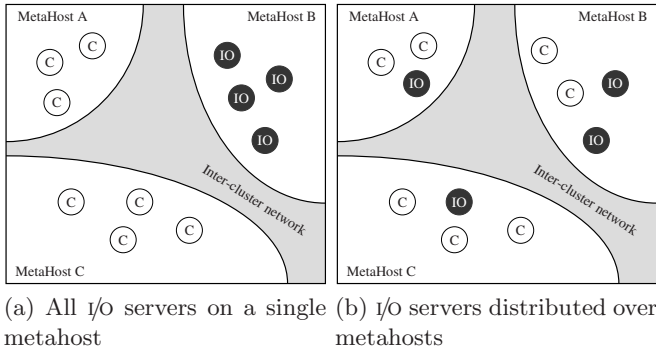 MetaHost A
MetaHost B
C
C
C
IO
IO
IO
IO
Inter-cluster network
C
C
C
C
MetaHost C
(a) All I/O servers on a single
metahost
MetaHost A
MetaHost B
C
C
IO
C
IO
C
IO
Inter-cluster network
C
IO
C
C
MetaHost C
(b) I/O servers distributed over
metahosts